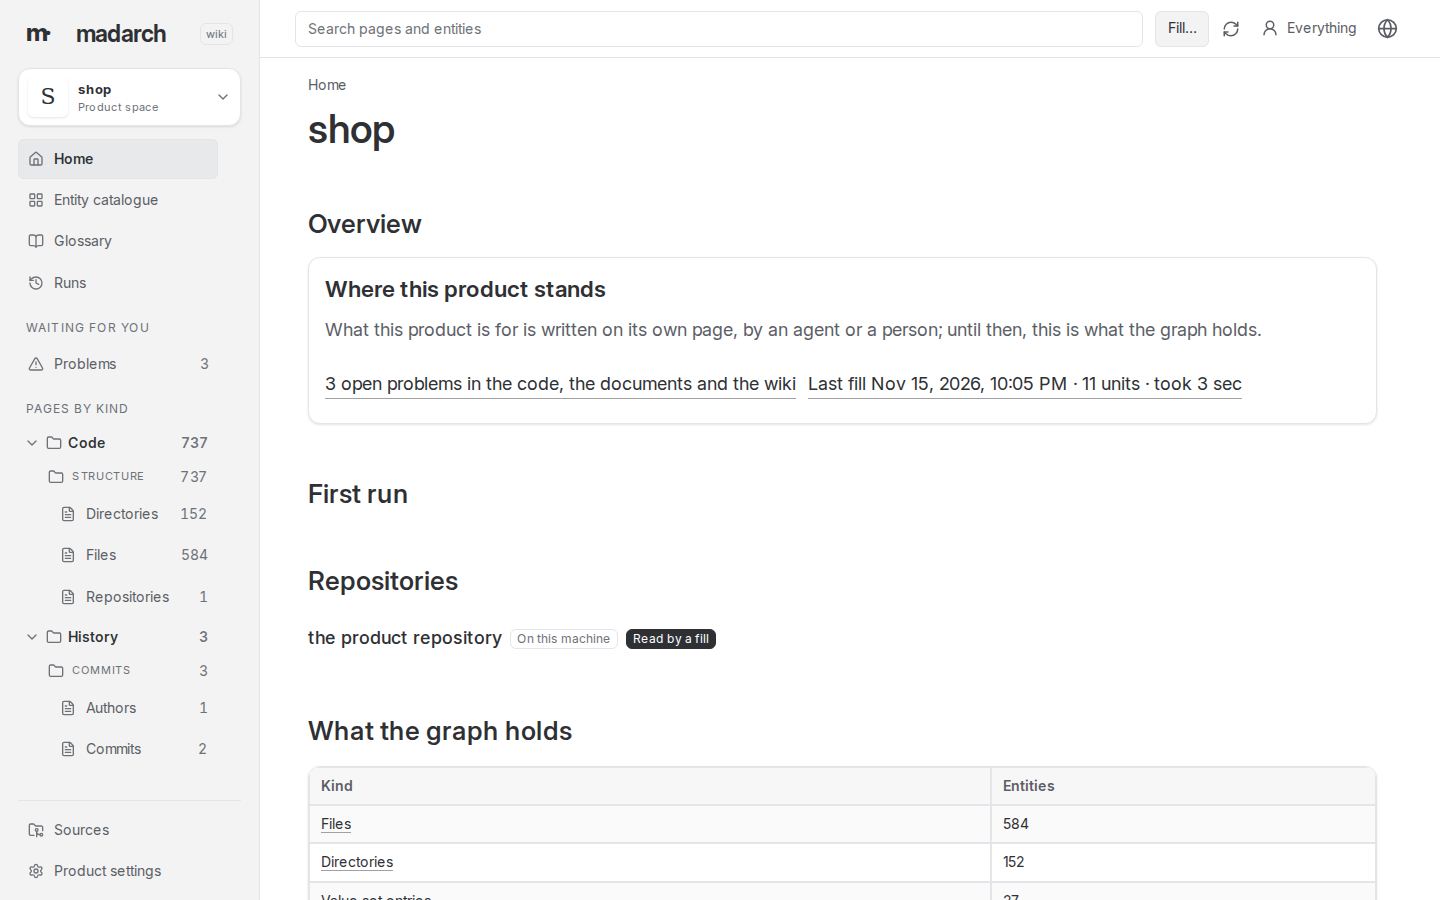 m madarch wiki
shop
Product space
Home
Entity catalogue
Glossary
Runs
WAITING FOR YOU
Problems 3
PAGES BY KIND
Code 737
STRUCTURE 737
Directories 152
Files 584
Repositories 1
History 3
COMMITS 3
Authors 1
Commits 2
Sources
Product settings
Search pages and entities Fill... Everything
Home
shop
Overview
Where this product stands
What this product is for is written on its own page, by an agent or a person; until then, this is what the graph holds.
3 open problems in the code, the documents and the wiki Last fill Nov 15, 2026, 10:05 PM · 11 units · took 3 sec
First run
Repositories
the product repository On this machine Read by a fill
What the graph holds
Kind Entities
Files 584
Directories 152
Value set entries 27